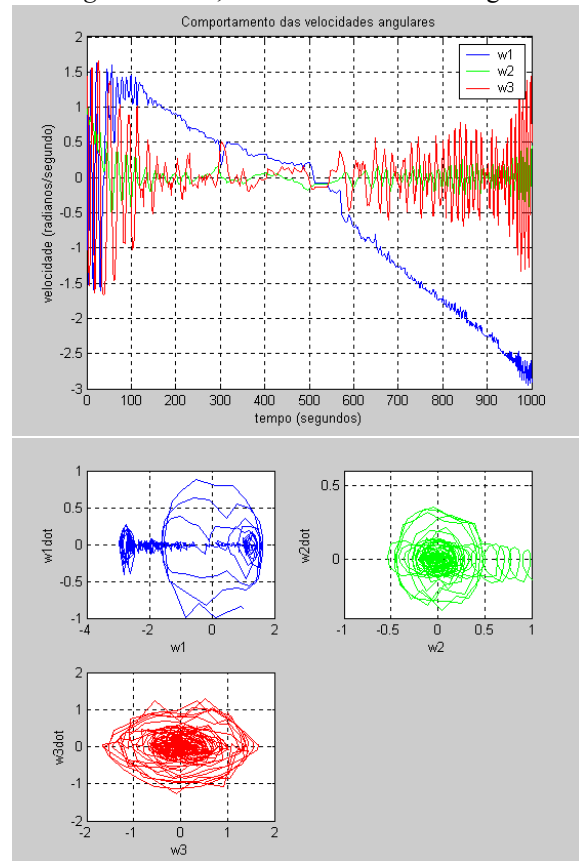 Comportamento das velocidades angulares
velocidade (radianos/segundo)
2
1.5
1
0.5
0
-0.5
-1
-1.5
-2
-2.5
-3
w1
w2
w3
0 100 200 300 400 500 600 700 800 900 1000
tempo (segundos)
w1dot
1
0.5
0
-0.5
-1
-4 -2 0 2
w1
w2dot
0.5
0
-1 -0.5 0 0.5 1
w2
w3dot
2
1
0
-1
-2
-2 -1 0 1 2
w3